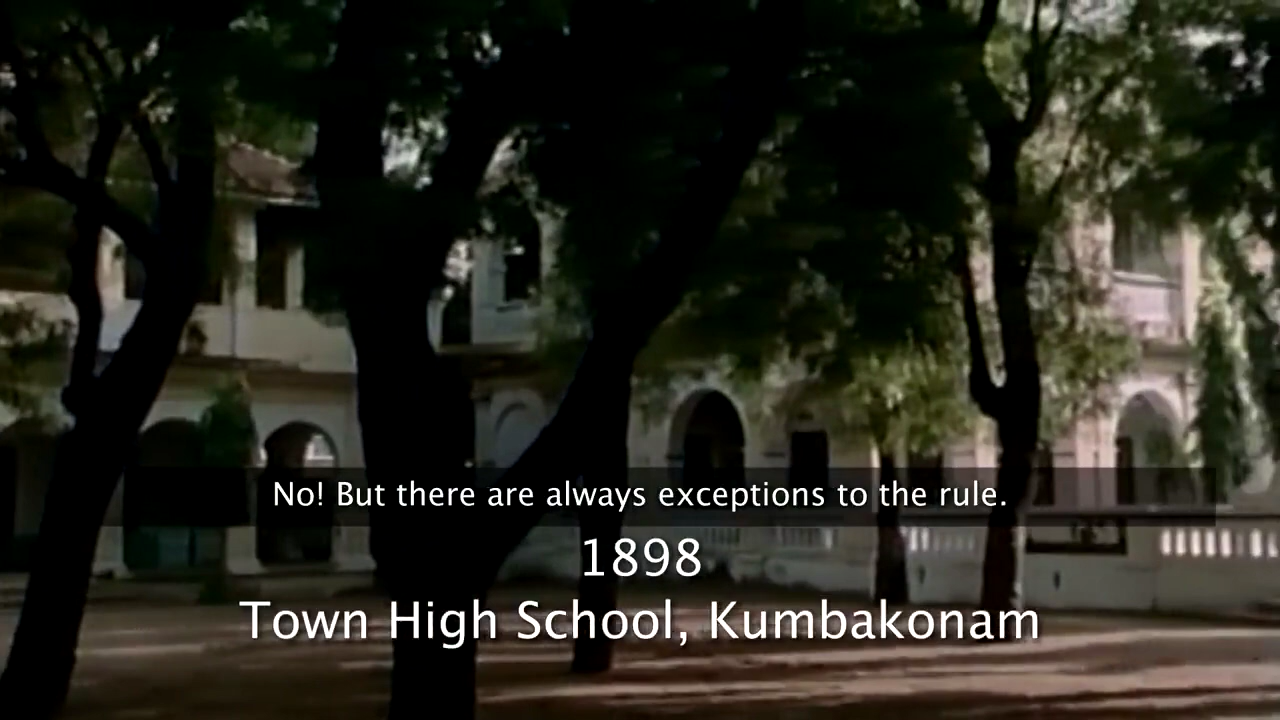 No! But there are always exceptions to the rule.
1898
Town High School, Kumbakonam